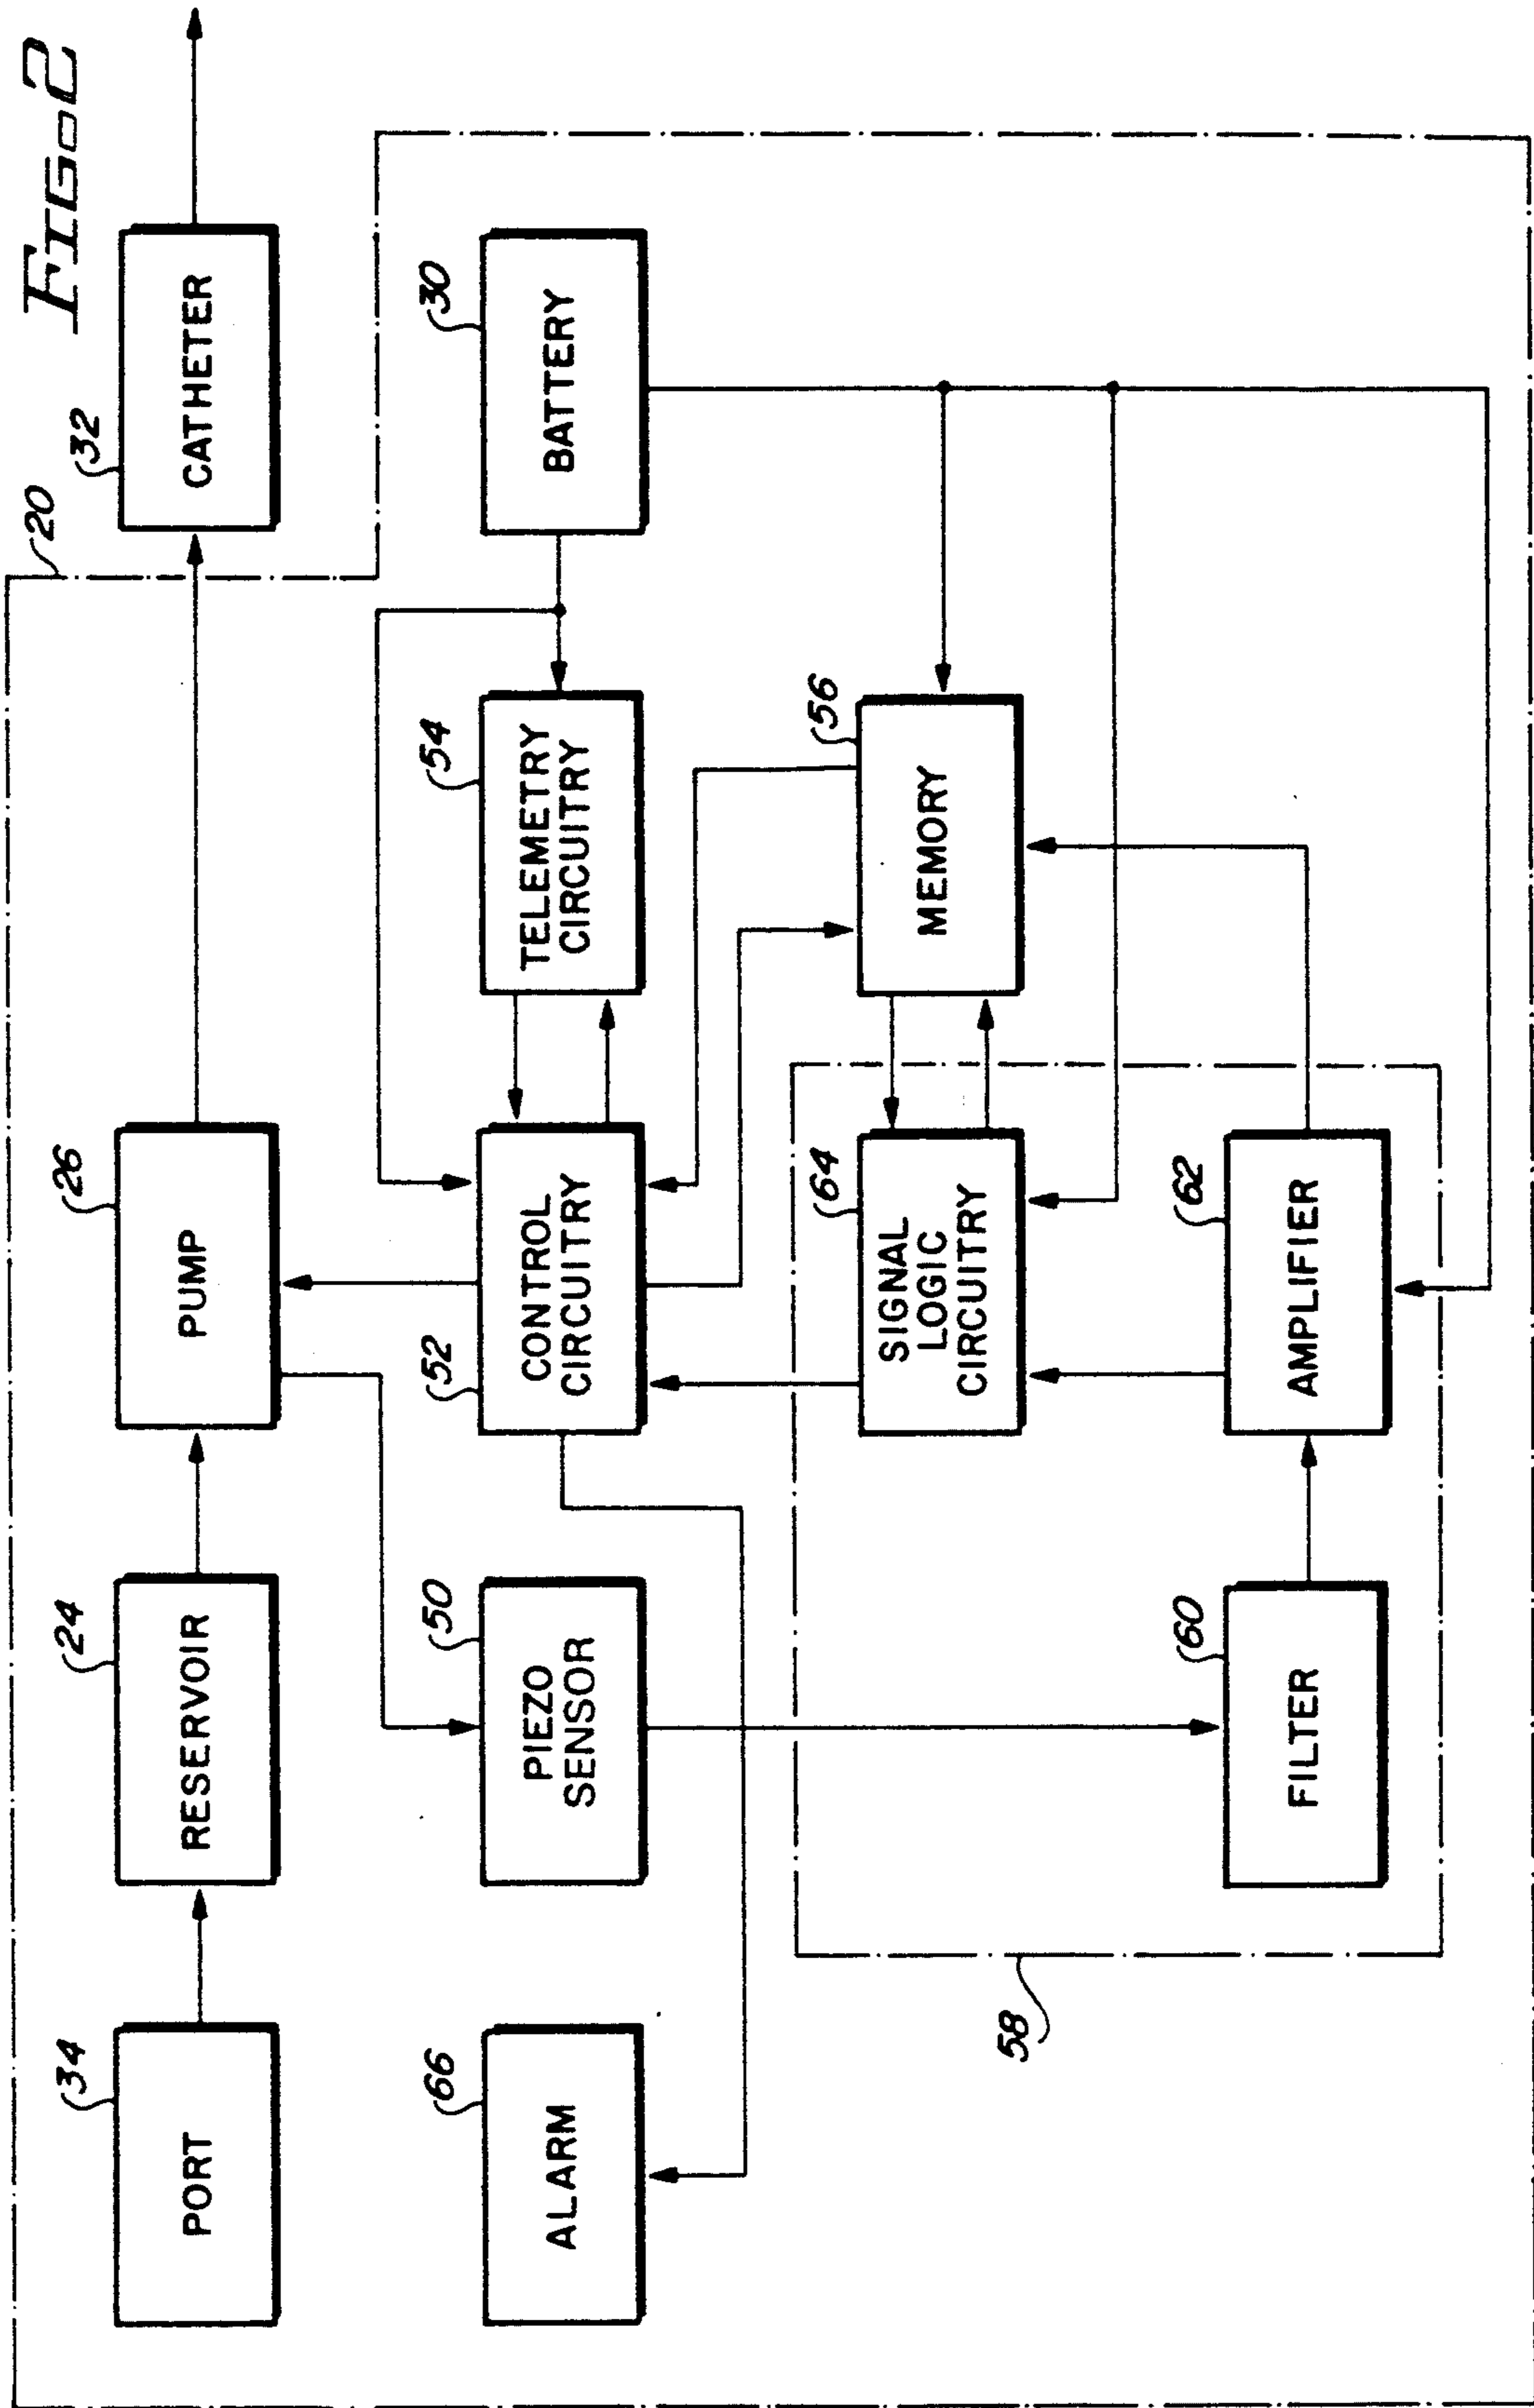 FIG. 2
20
34
PORT
24
RESERVOIR
26
PUMP
32
CATHETER
66
ALARM
50
PIEZO
SENSOR
52
CONTROL
CIRCUITRY
54
TELEMETRY
CIRCUITRY
30
BATTERY
64
SIGNAL
LOGIC
CIRCUITRY
56
MEMORY
58
60
FILTER
62
AMPLIFIER